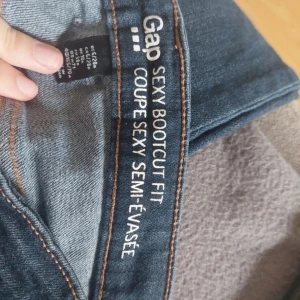 Gap
SEXY BOOTCUT FIT
COUPE SEXY SEMI-ÉVASÉE